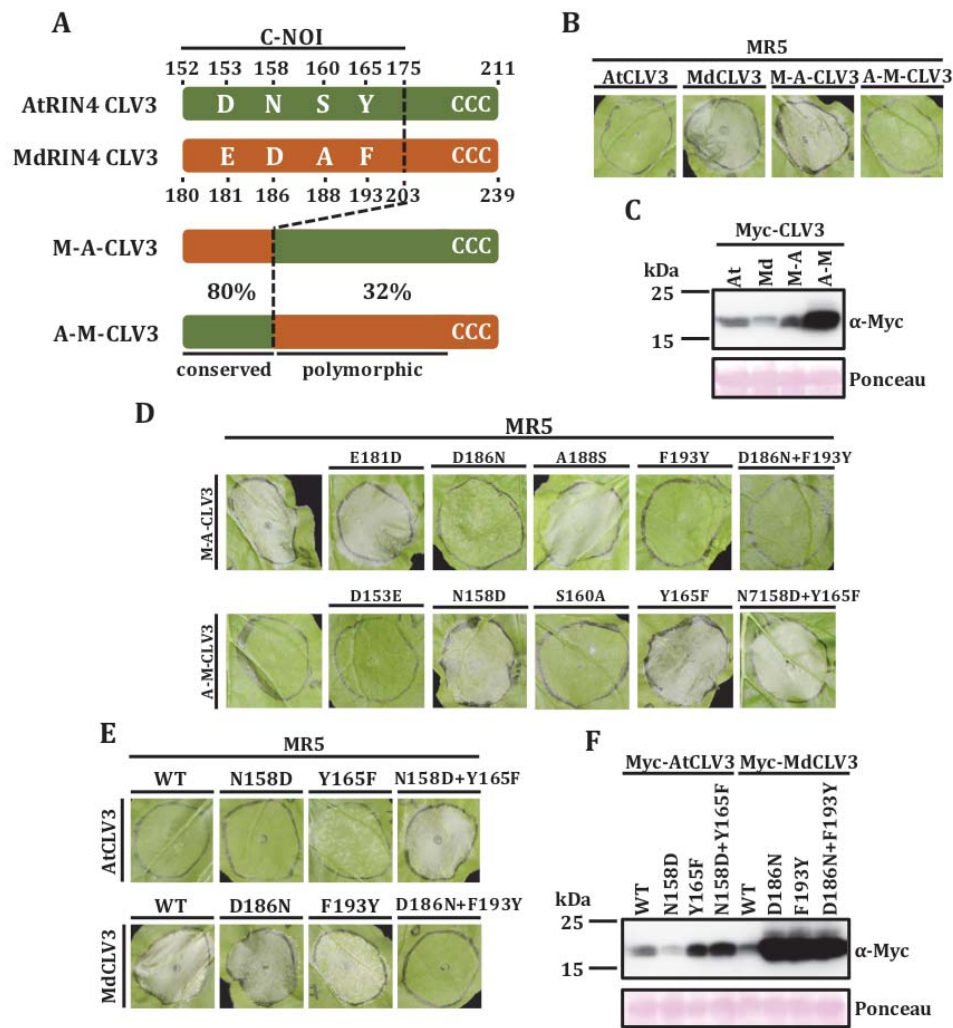 A
C-NOI
152 153 158 160 165 175 211
AtRIN4 CLV3 D N S Y CCC
MdRIN4 CLV3 E D A F CCC
180 181 186 188 193 203 239
M-A-CLV3 CCC
80% 32%
A-M-CLV3 CCC
conserved polymorphic
B
MR5
AtCLV3 MdCLV3 M-A-CLV3 A-M-CLV3
C
Myc-CLV3
kDa At Md M-A A-M
25
α-Myc
15
Ponceau
D
MR5
E181D D186N A188S F193Y D186N+F193Y
M-A-CLV3
D153E N158D S160A Y165F N7158D+Y165F
A-M-CLV3
E
MR5
WT N158D Y165F N158D+Y165F
AtCLV3
WT D186N F193Y D186N+F193Y
MdCLV3
F
Myc-AtCLV3 Myc-MdCLV3
kDa WT N158D Y165F N158D+Y165F WT D186N F193Y D186N+F193Y
25
α-Myc
15
Ponceau